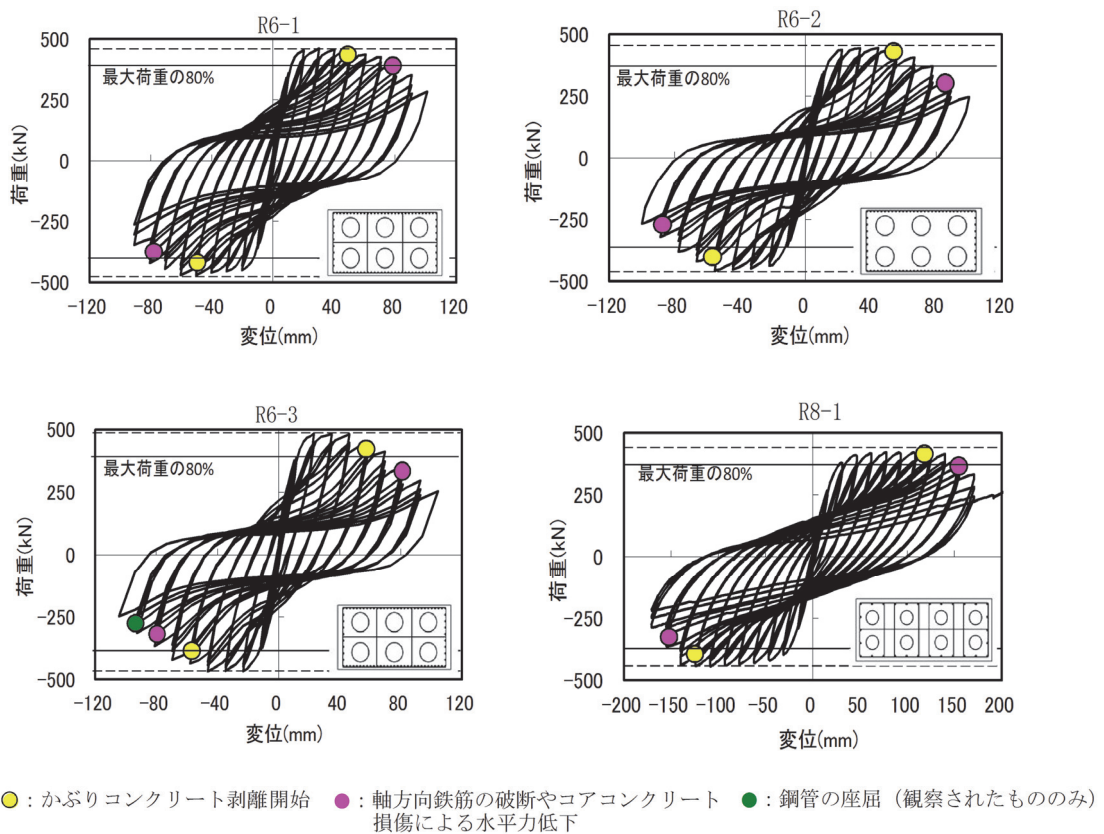 R6-1
500
250
0
-250
-500
荷重(kN)
最大荷重の80%
-120
-80
-40
0
40
80
120
変位(mm)
R6-2
500
250
0
-250
-500
荷重(kN)
最大荷重の80%
-120
-80
-40
0
40
80
120
変位(mm)
R6-3
500
250
0
-250
-500
荷重(kN)
最大荷重の80%
-120
-80
-40
0
40
80
120
変位(mm)
R8-1
500
250
0
-250
-500
荷重(kN)
最大荷重の80%
-200
-150
-100
-50
0
50
100
150
200
変位(mm)
:かぶりコンクリート剥離開始
:軸方向鉄筋の破断やコアコンクリート
損傷による水平力低下
:鋼管の座屈(観察されたもののみ)